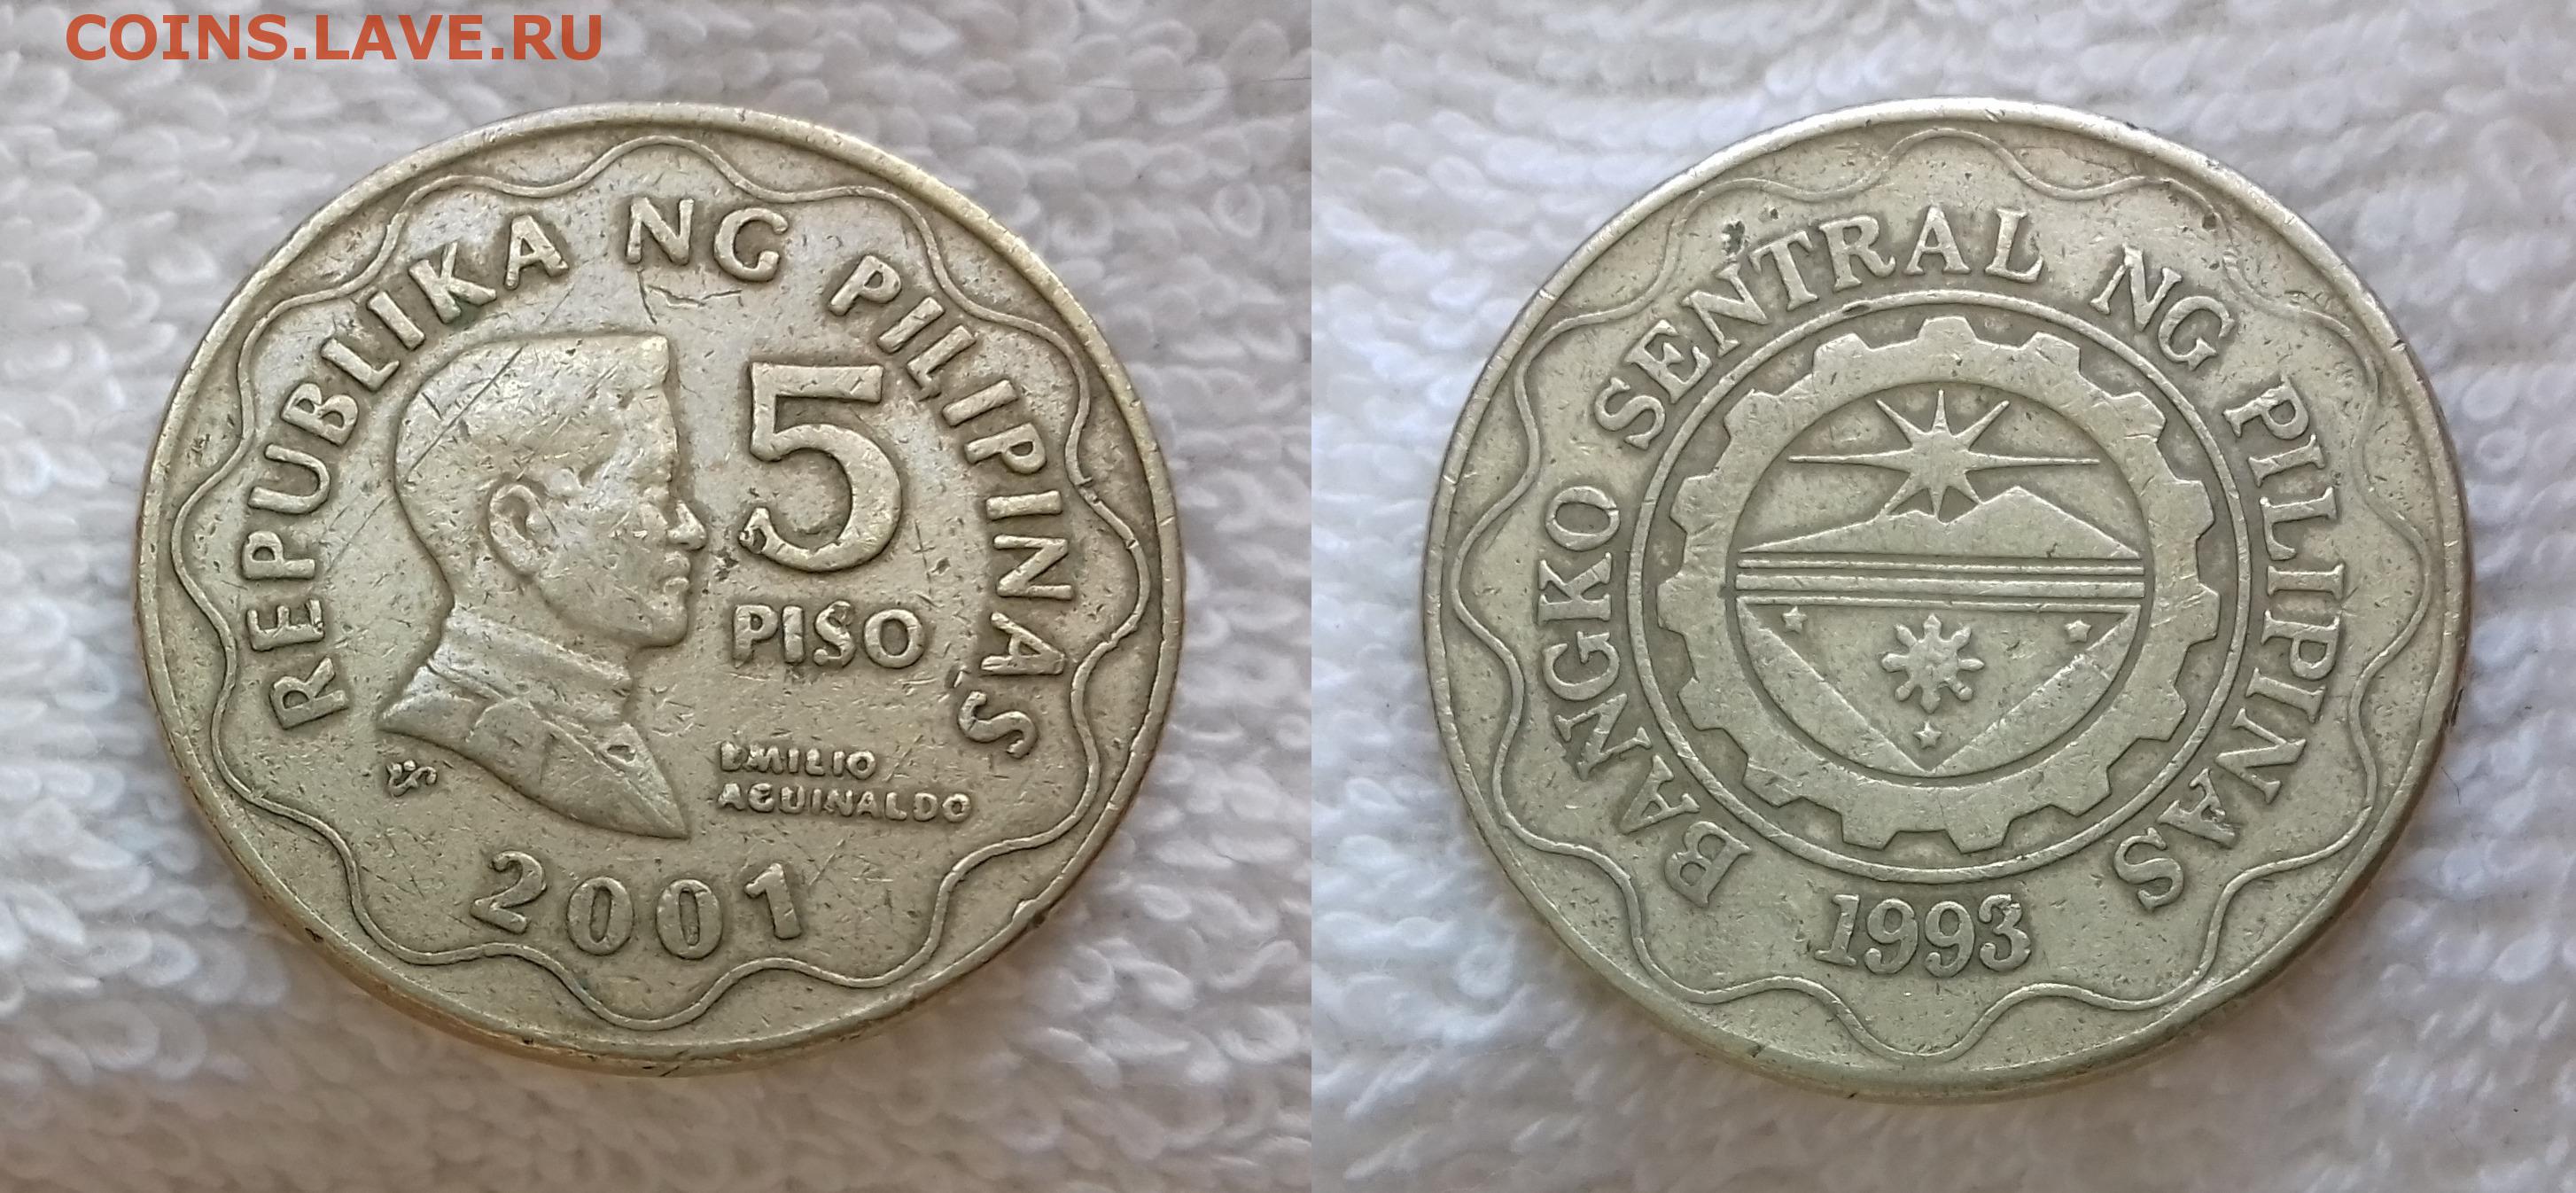 COINS.LAVE.RU
REPUBLIKA NG PILIPINAS
5
PISO
EMILIO
AGUINALDO
2001
BANGKO SENTRAL NG PILIPINAS
1993